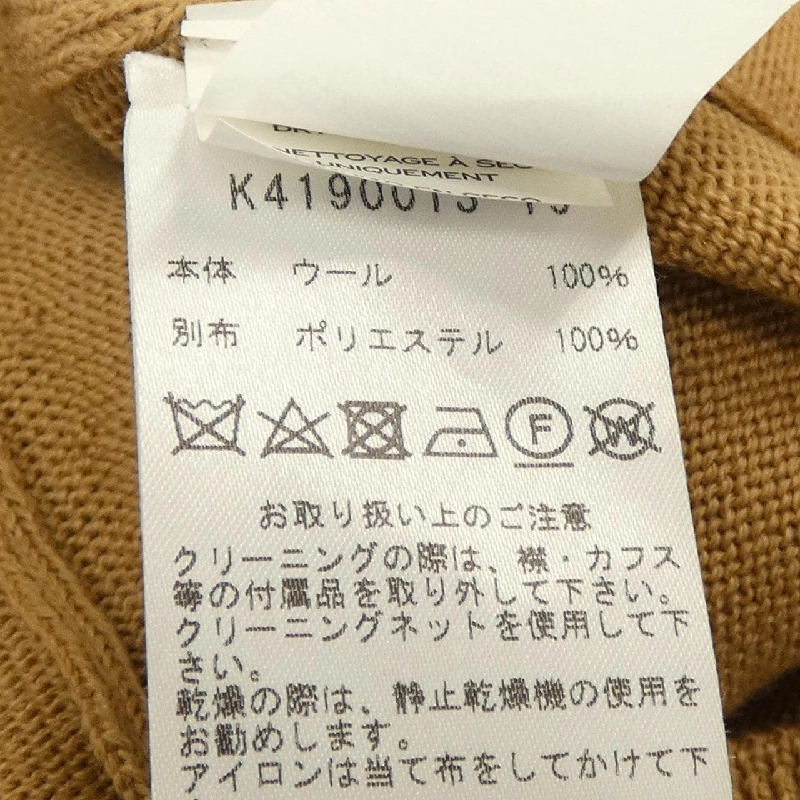 NETTOYAGE À SEC
UNIQUEMENT
本体 ウール 100%
別布 ポリエステル 100%
F
W
お取り扱い上のご注意
クリーニングの際は、襟・カフス
等の付属品を取り外して下さい。
クリーニングネットを使用して下
さい。
乾燥の際は、静止乾燥機の使用を
お勧めします。
アイロンは当て布をしてかけて下